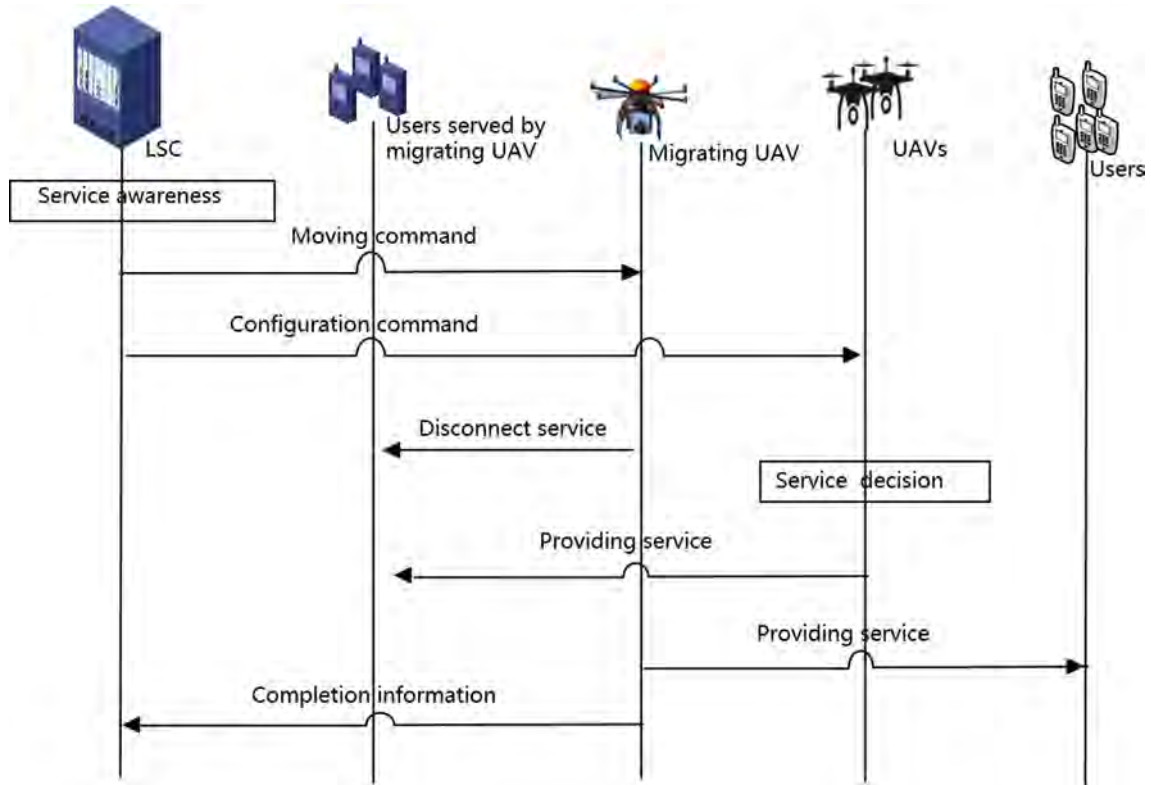 LSC
Users served by
migrating UAV
Migrating UAV
UAVs
Users
Service awareness
Moving command
Configuration command
Disconnect service
Service decision
Providing service
Providing service
Completion information